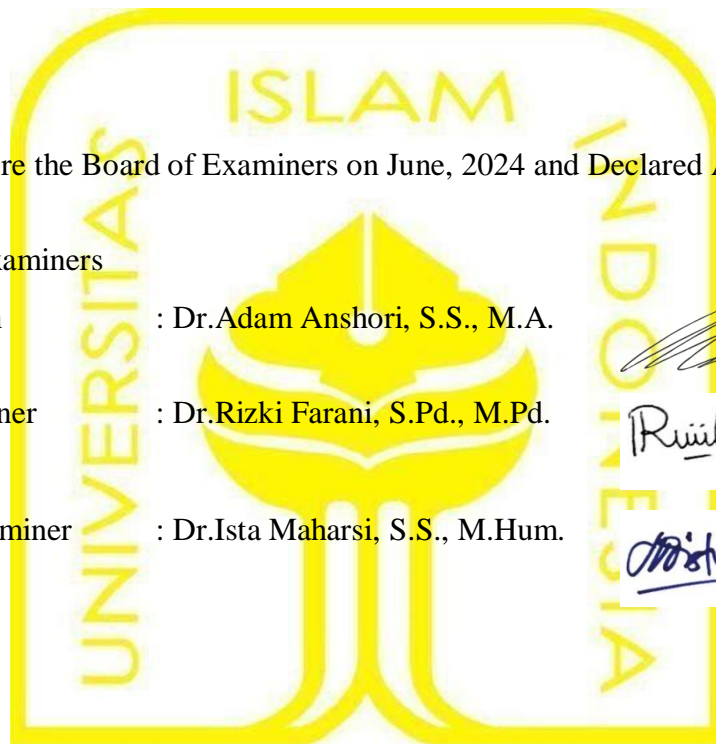 ISLAM
UNIVERSITAS
INDONESIA
re the Board of Examiners on June, 2024 and Declared
xaminers
: Dr.Adam Anshori, S.S., M.A.
ner : Dr.Rizki Farani, S.Pd., M.Pd.
miner : Dr.Ista Maharsi, S.S., M.Hum.